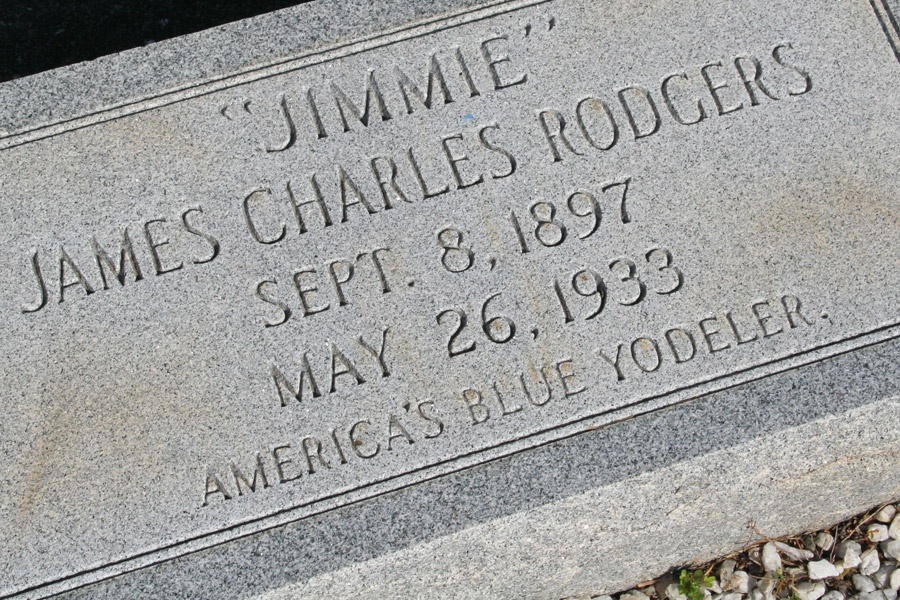 "JIMMIE"
JAMES CHARLES RODGERS
SEPT. 8, 1897
MAY 26, 1933
AMERICA'S BLUE YODELER.